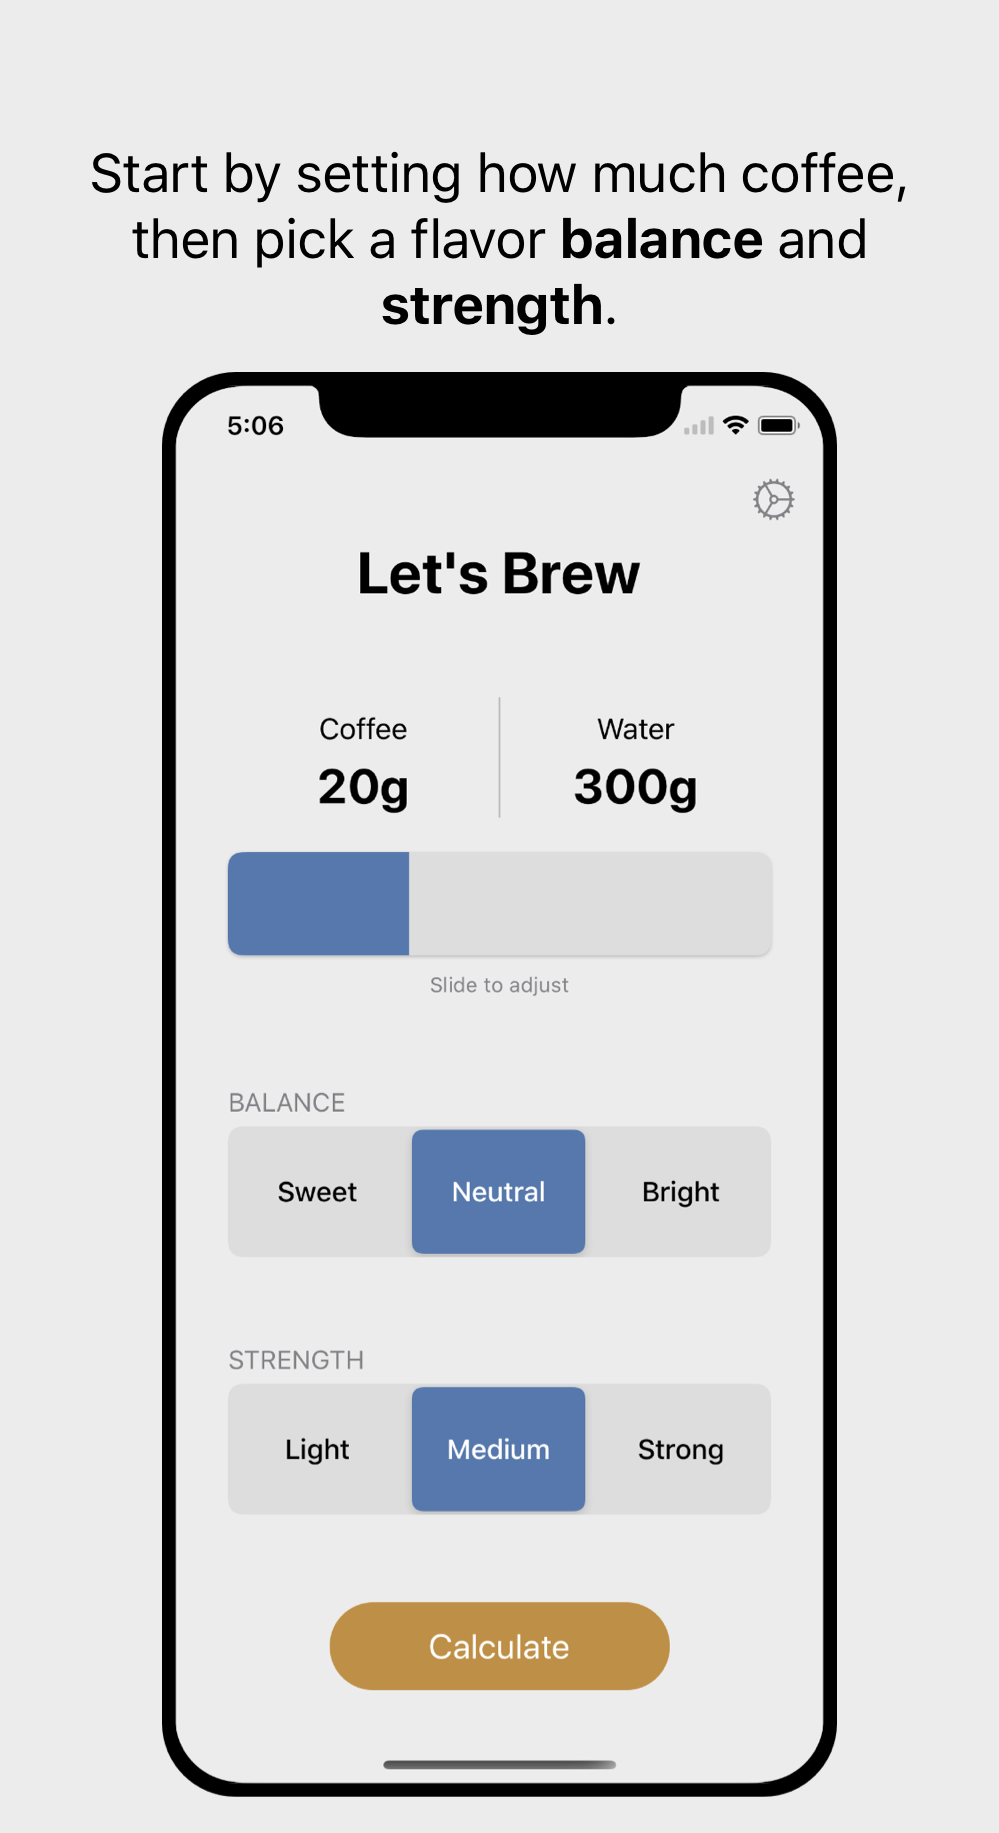 Start by setting how much coffee,
then pick a flavor balance and
strength.
5:06
Let's Brew
Coffee
Water
20g
300g
Slide to adjust
BALANCE
Sweet
Neutral
Bright
STRENGTH
Light
Medium
Strong
Calculate